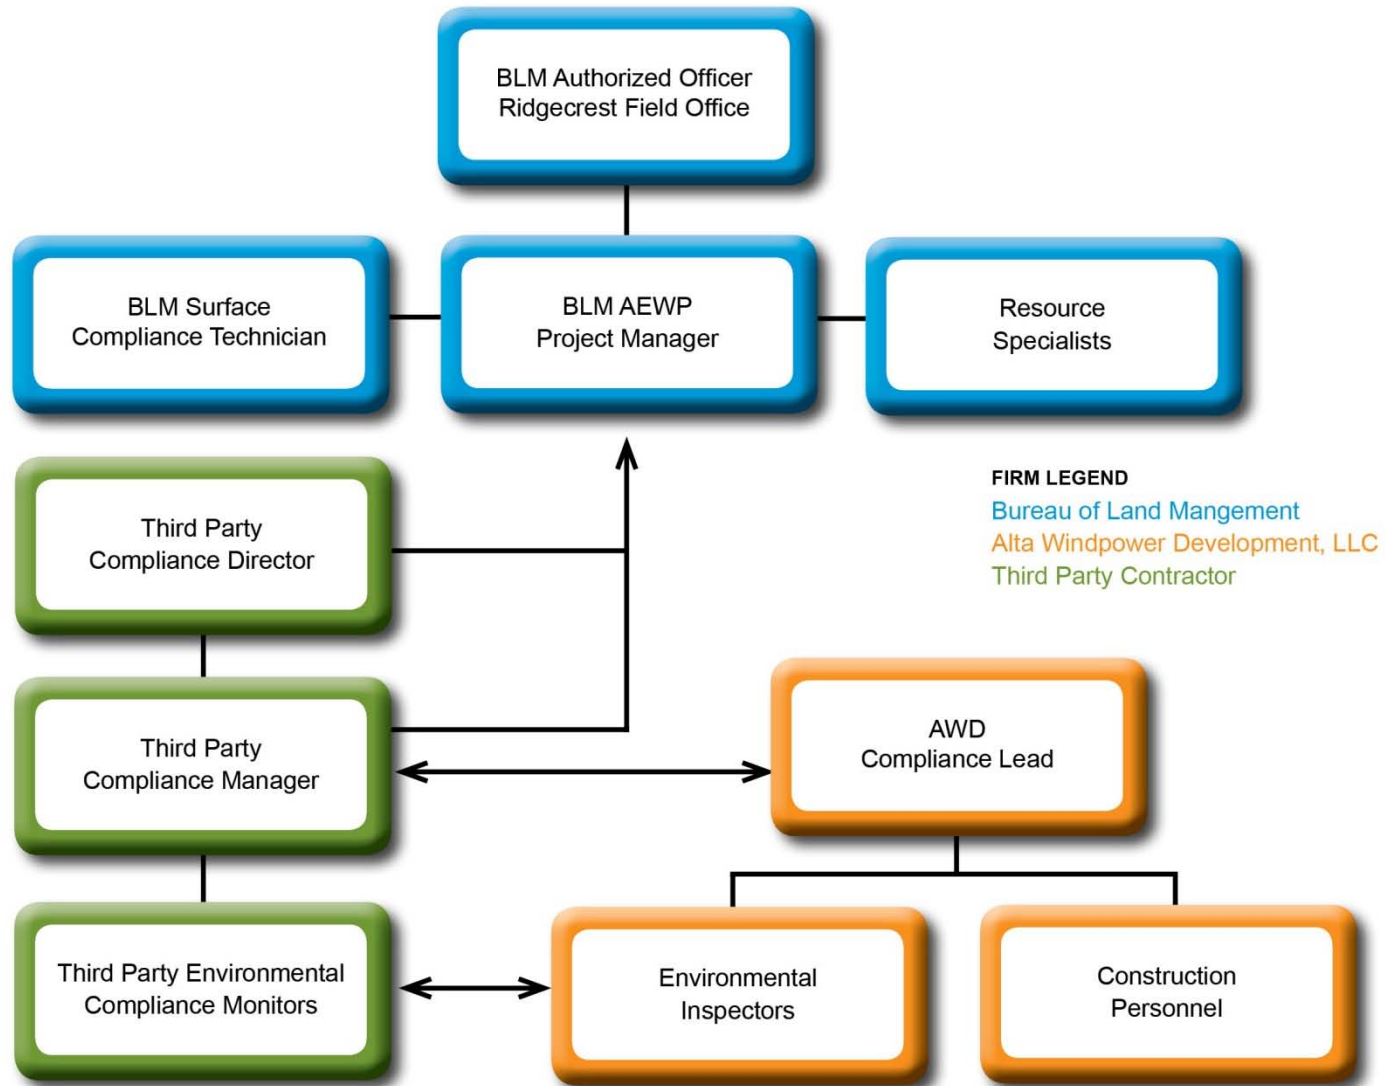 BLM Authorized Officer
Ridgecrest Field Office
BLM Surface
Compliance Technician
BLM AEWP
Project Manager
Resource
Specialists
Third Party
Compliance Director
FIRM LEGEND
Bureau of Land Mangement
Alta Windpower Development, LLC
Third Party Contractor
Third Party
Compliance Manager
AWD
Compliance Lead
Third Party Environmental
Compliance Monitors
Environmental
Inspectors
Construction
Personnel